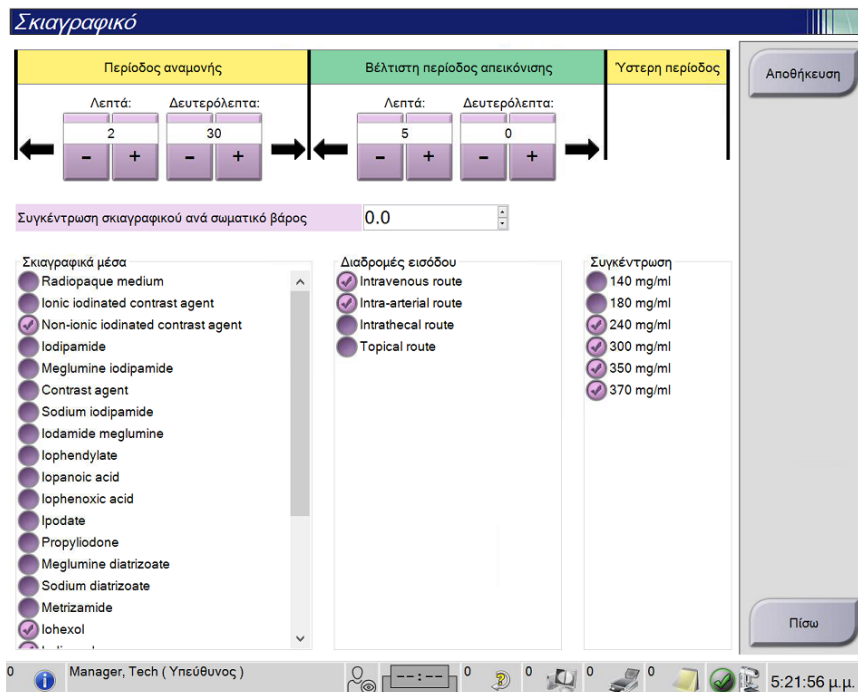 Σκιαγραφικό
Περίοδος αναμονής
Βέλτιστη περίοδος απεικόνισης
Ύστερη περίοδος
Αποθήκευση
Λεπτά: Δευτερόλεπτα: Λεπτά: Δευτερόλεπτα:
2 30 5 0
- + - + - + - +
Συγκέντρωση σκιαγραφικού ανά σωματικό βάρος 0.0
Σκιαγραφικά μέσα
Radiopaque medium
Ionic iodinated contrast agent
Non-ionic iodinated contrast agent
Iodipamide
Meglumine iodipamide
Contrast agent
Sodium iodipamide
Iodamide meglumine
Iophendylate
Iopanoic acid
Iophenoxic acid
Ipodate
Propyliodone
Meglumine diatrizoate
Sodium diatrizoate
Metrizamide
Iohexol
Διαδρομές εισόδου
Intravenous route
Intra-arterial route
Intrathecal route
Topical route
Συγκέντρωση
140 mg/ml
180 mg/ml
240 mg/ml
300 mg/ml
350 mg/ml
370 mg/ml
Πίσω
0 Manager, Tech ( Υπεύθυνος ) --:-- 0 0 0 0 5:21:56 μ.μ.